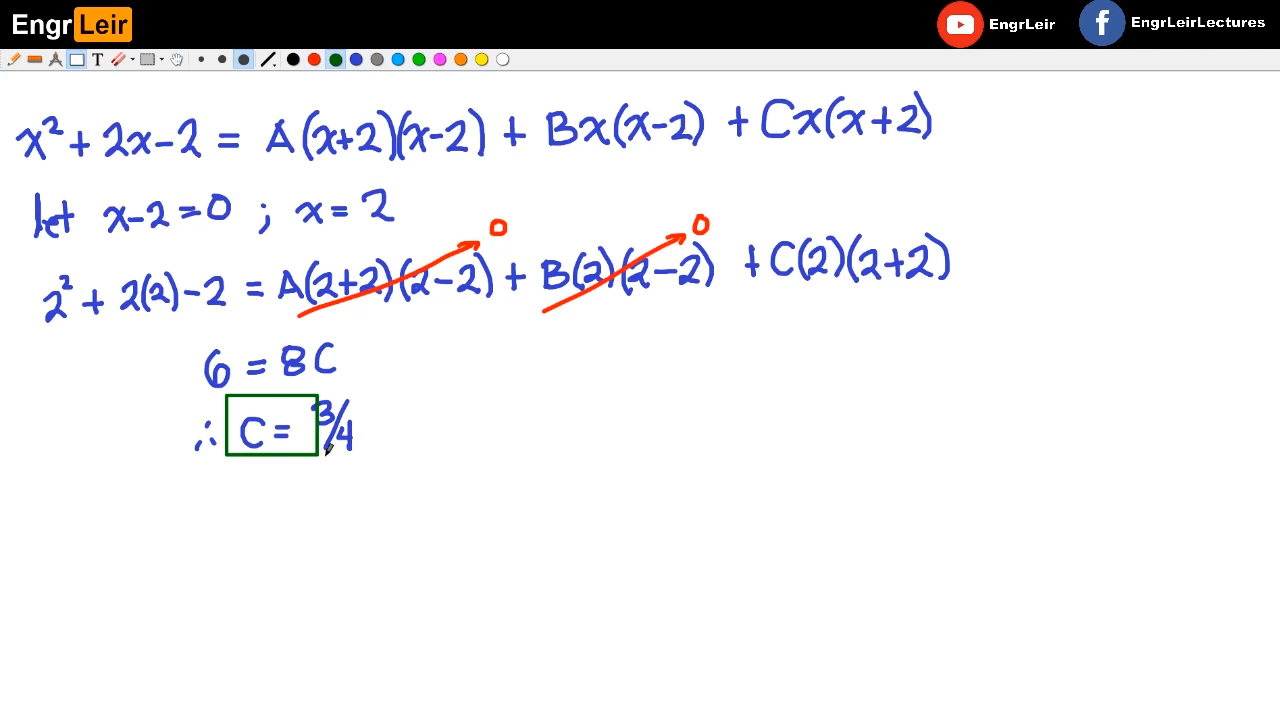 EngrLeir
EngrLeir
EngrLeirLectures
T
x² + 2x - 2 = A(x+2)(x-2) + Bx(x-2) + Cx(x+2)
let x-2=0 ; x= 2
0 0
2² + 2(2) - 2 = A(2+2)(2-2) + B(2)(2-2) + C(2)(2+2)
6 = 8C
∴ C = 3/4